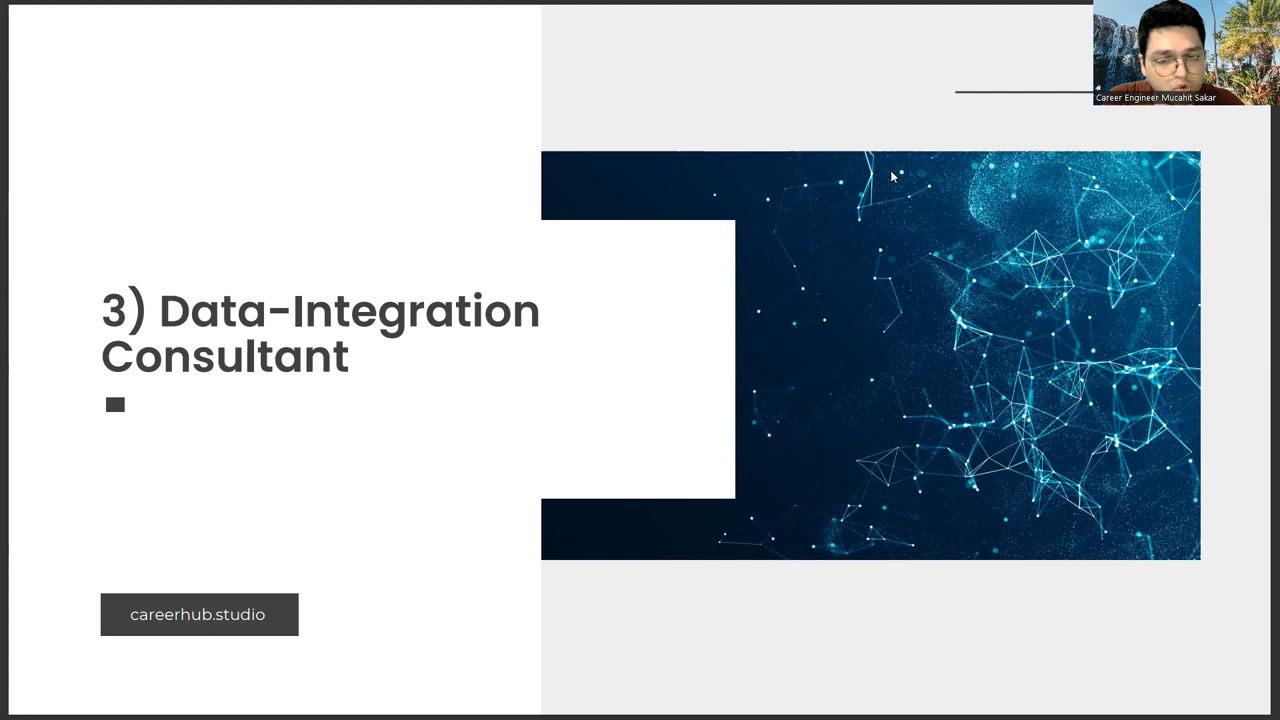 Career Engineer Mucahit Sakar
3) Data-Integration
Consultant
careerhub.studio